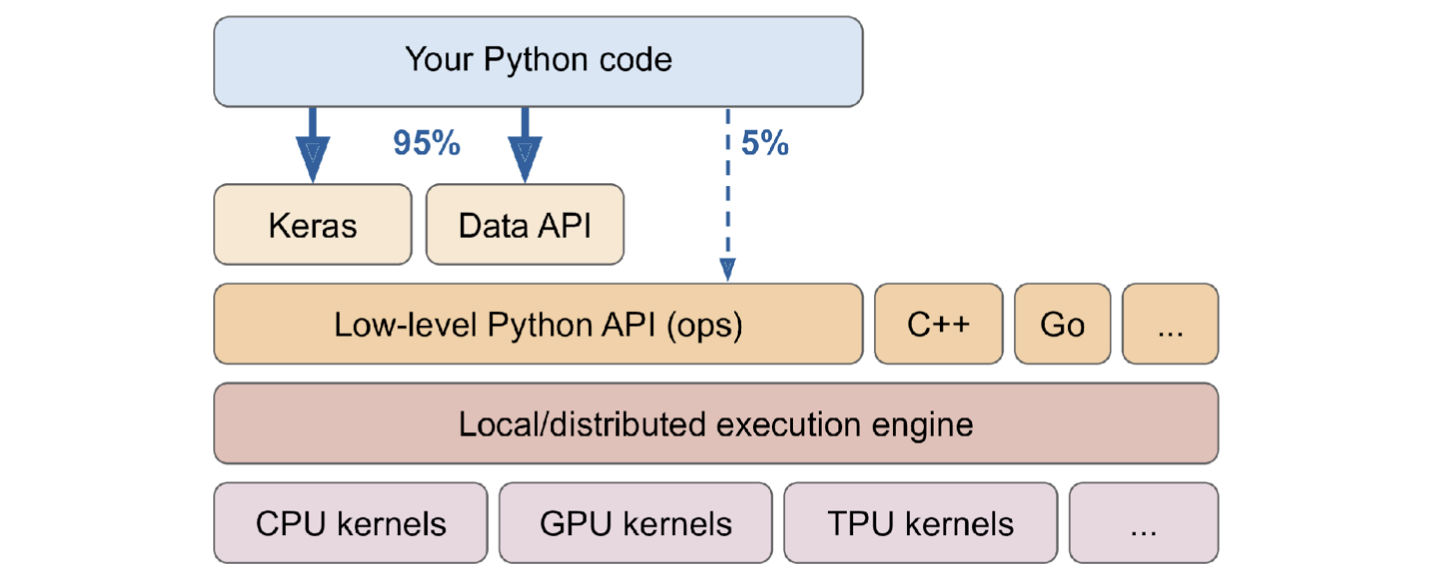 Your Python code
95%
5%
Keras
Data API
Low-level Python API (ops)
C++
Go
...
Local/distributed execution engine
CPU kernels
GPU kernels
TPU kernels
...